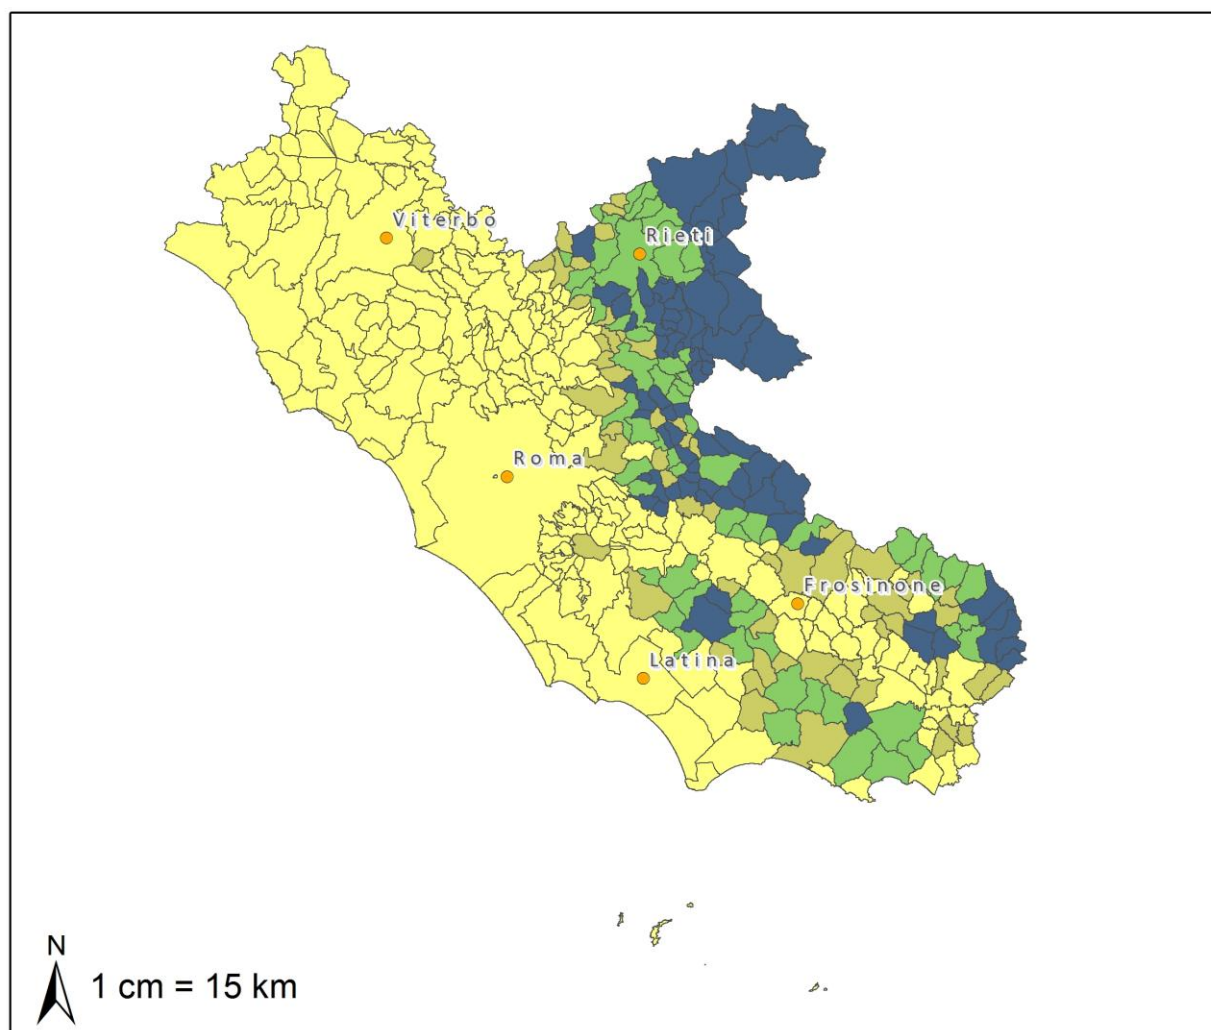 Viterbo
Rieti
Roma
Frosinone
Latina
N
1 cm = 15 km